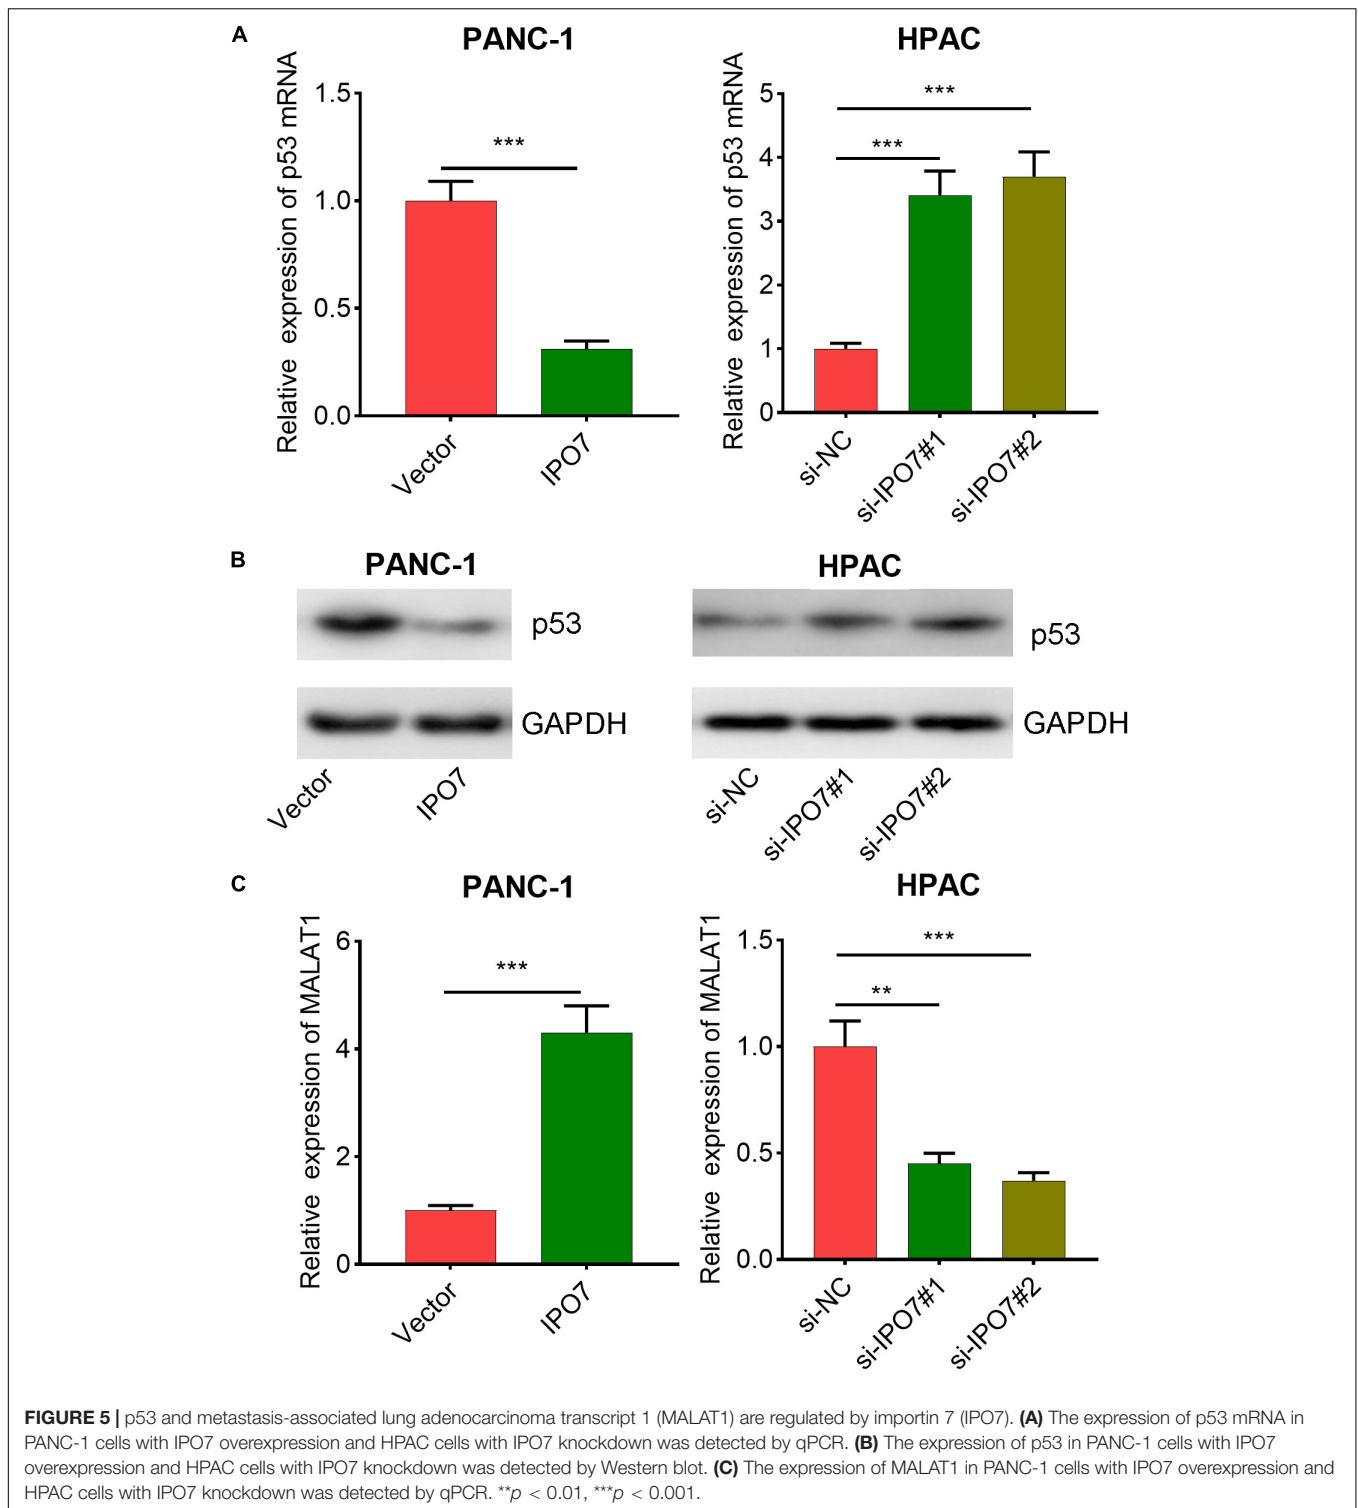 A
PANC-1
HPAC
Relative expression of p53 mRNA
1.5
1.0
0.5
0.0
***
Vector
IPO7
Relative expression of p53 mRNA
5
4
3
2
1
0
***
***
si-NC
si-IPO7#1
si-IPO7#2
B
PANC-1
HPAC
p53
GAPDH
Vector
IPO7
p53
GAPDH
si-NC
si-IPO7#1
si-IPO7#2
C
PANC-1
HPAC
Relative expression of MALAT1
6
4
2
0
***
Vector
IPO7
Relative expression of MALAT1
1.5
1.0
0.5
0.0
***
**
si-NC
si-IPO7#1
si-IPO7#2
FIGURE 5 | p53 and metastasis-associated lung adenocarcinoma transcript 1 (MALAT1) are regulated by importin 7 (IPO7). (A) The expression of p53 mRNA in
PANC-1 cells with IPO7 overexpression and HPAC cells with IPO7 knockdown was detected by qPCR. (B) The expression of p53 in PANC-1 cells with IPO7
overexpression and HPAC cells with IPO7 knockdown was detected by Western blot. (C) The expression of MALAT1 in PANC-1 cells with IPO7 overexpression and
HPAC cells with IPO7 knockdown was detected by qPCR. **p < 0.01, ***p < 0.001.